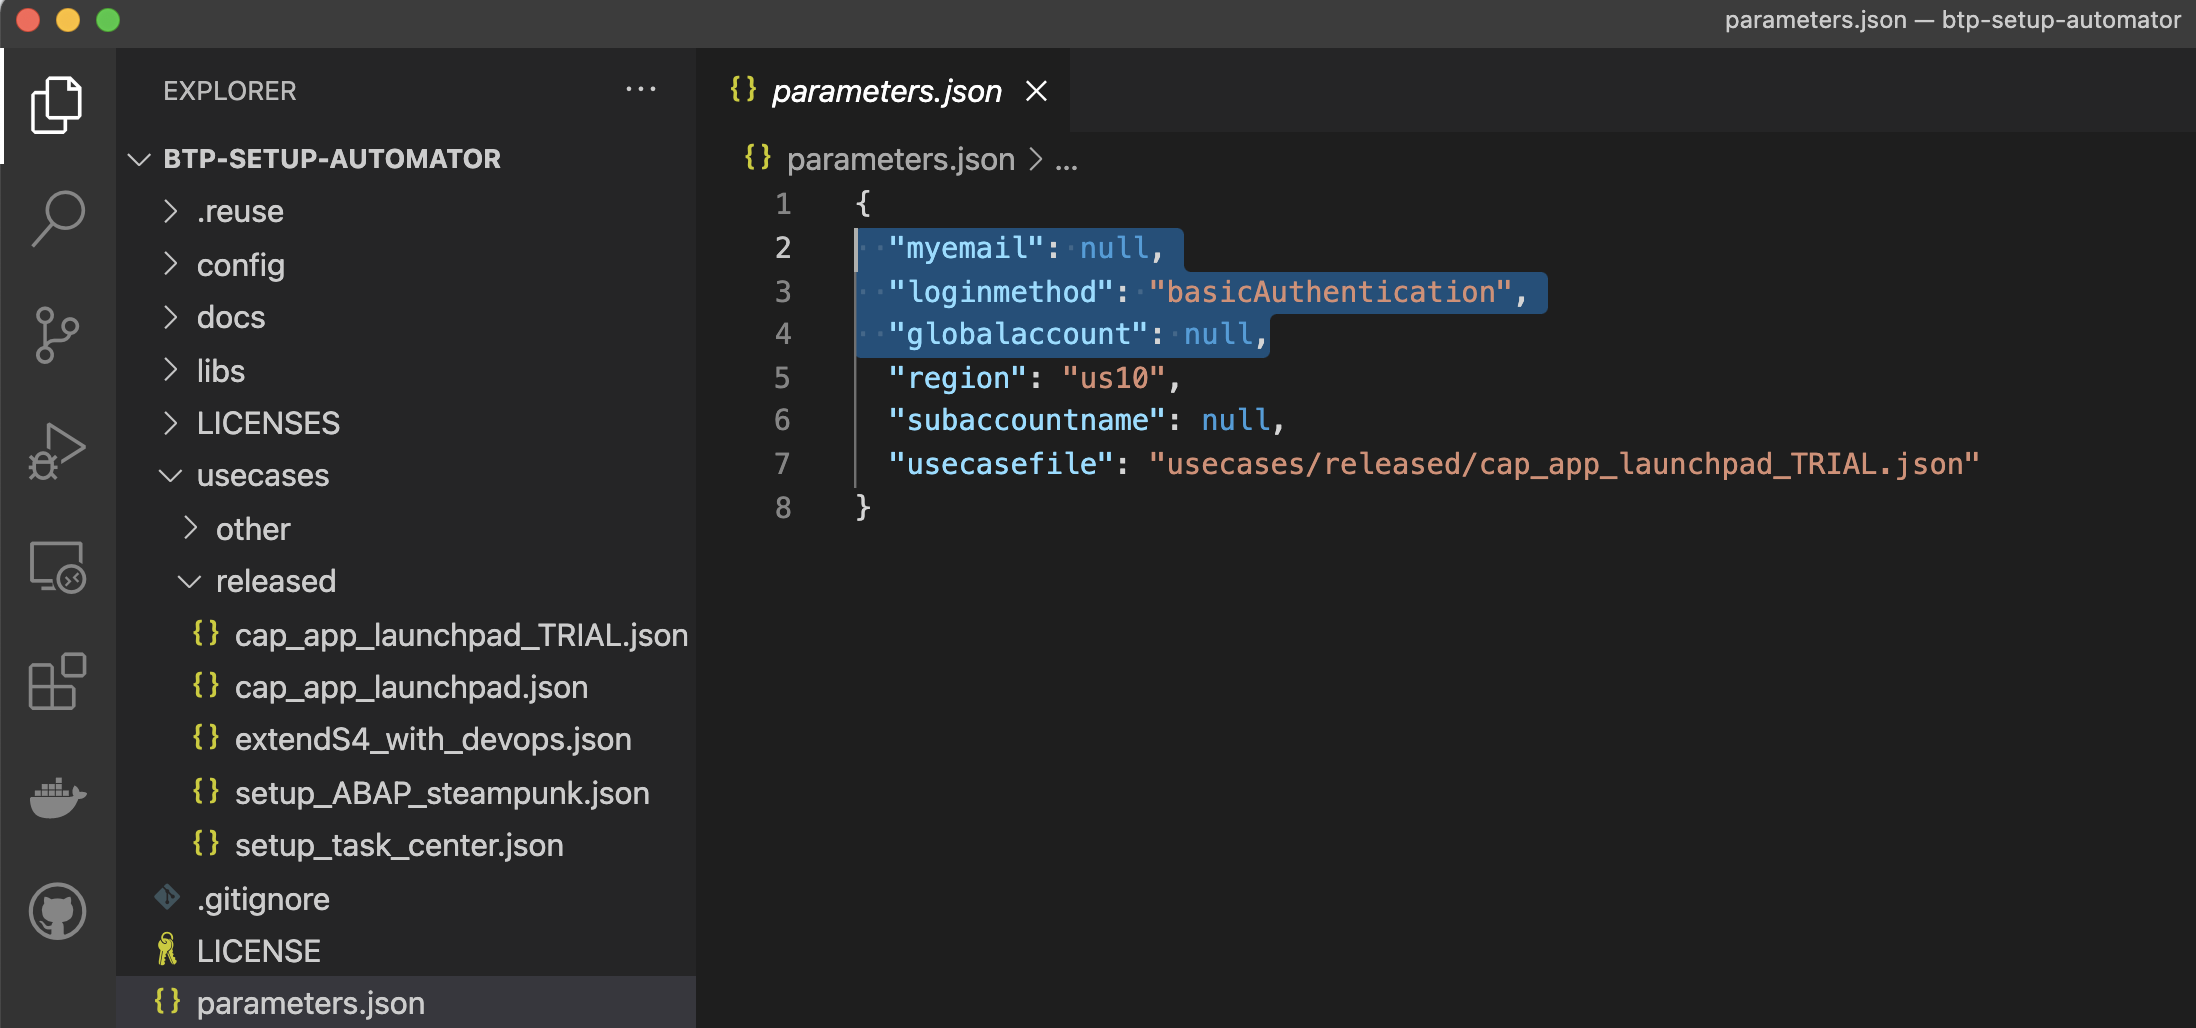 parameters.json — btp-setup-automator
EXPLORER
BTP-SETUP-AUTOMATOR
.reuse
config
docs
libs
LICENSES
usecases
other
released
{} cap_app_launchpad_TRIAL.json
{} cap_app_launchpad.json
{} extendS4_with_devops.json
{} setup_ABAP_steampunk.json
{} setup_task_center.json
.gitignore
LICENSE
{} parameters.json
{} parameters.json
{} parameters.json > ...
1 {
2 "myemail": null,
3 "loginmethod": "basicAuthentication",
4 "globalaccount": null,
5 "region": "us10",
6 "subaccountname": null,
7 "usecasefile": "usecases/released/cap_app_launchpad_TRIAL.json"
8 }